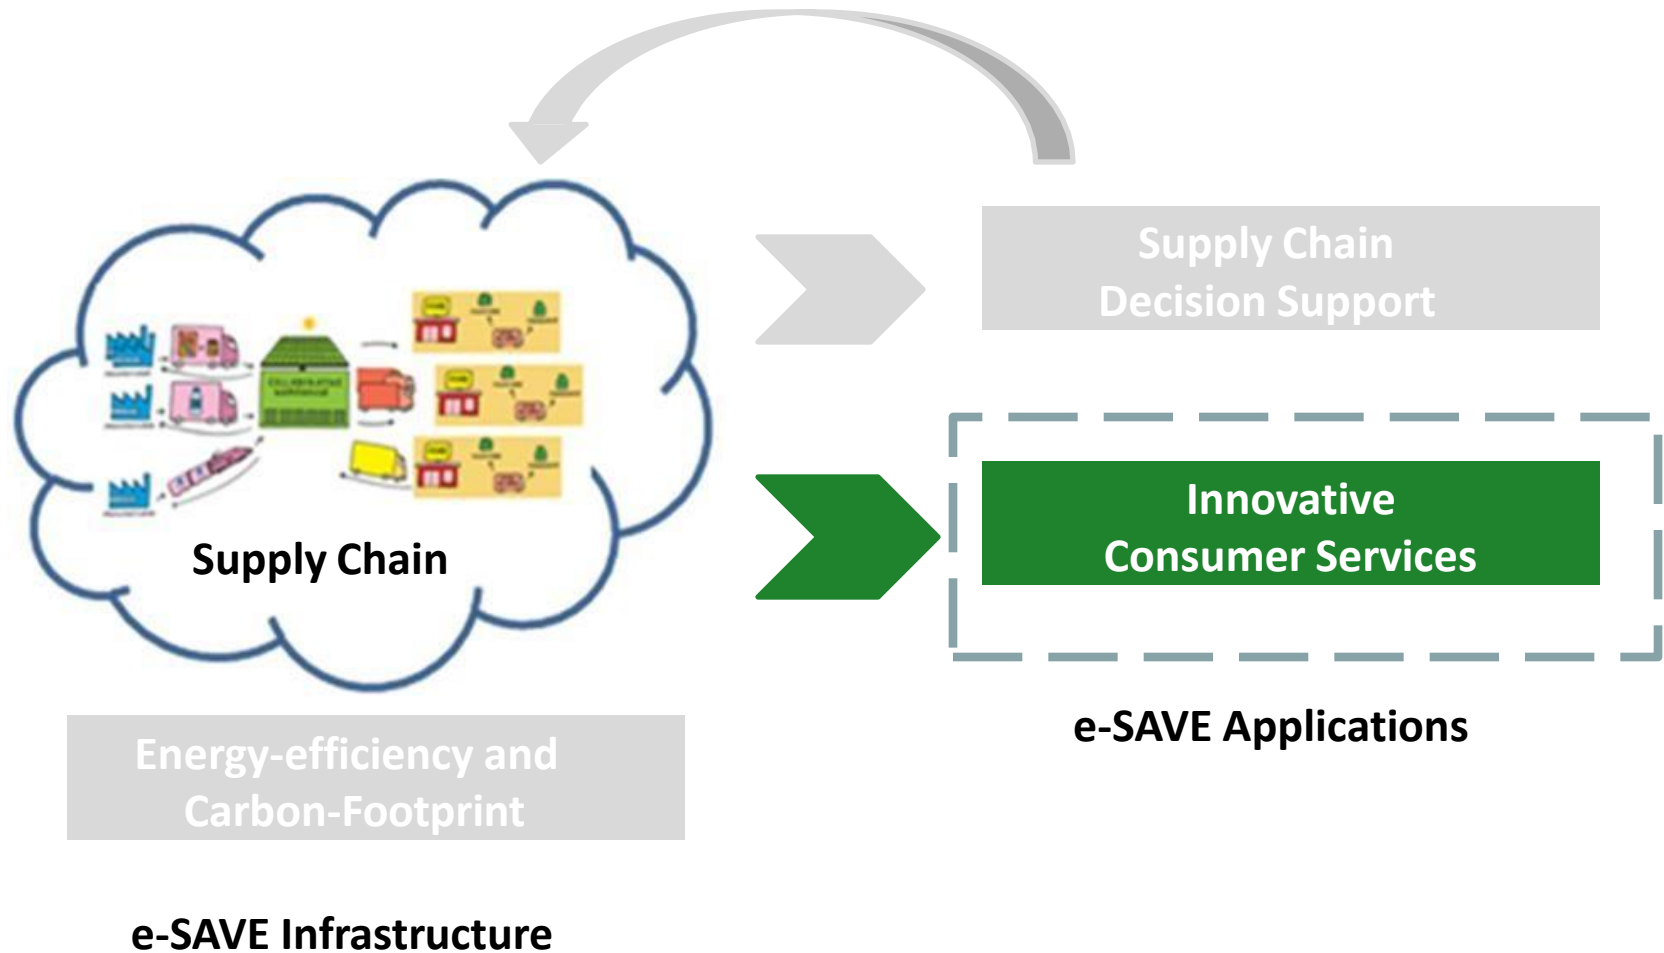 Supply Chain
Decision Support
Innovative
Consumer Services
Supply Chain
e-SAVE Applications
Energy-efficiency and
Carbon-Footprint
e-SAVE Infrastructure